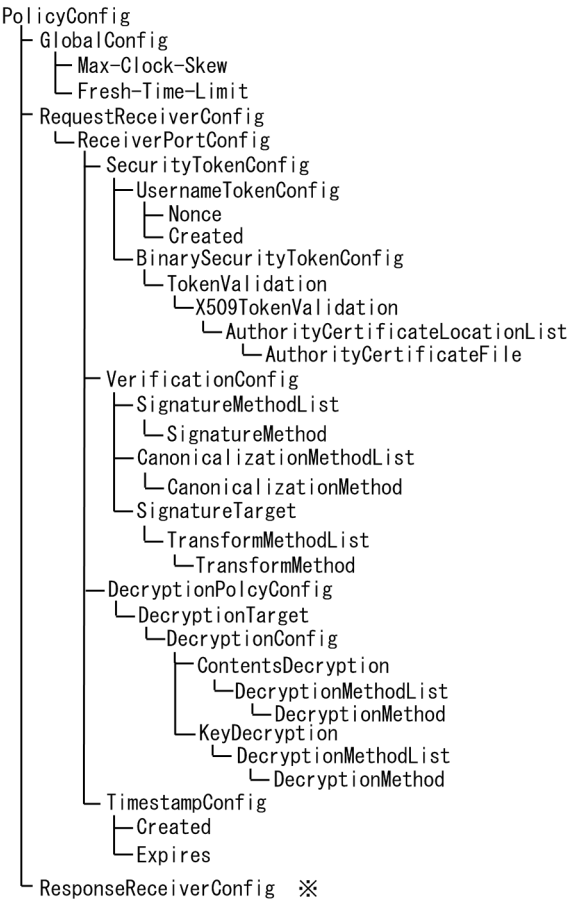 PolicyConfig
GlobalConfig
Max-Clock-Skew
Fresh-Time-Limit
RequestReceiverConfig
ReceiverPortConfig
SecurityTokenConfig
UsernameTokenConfig
Nonce
Created
BinarySecurityTokenConfig
TokenValidation
X509TokenValidation
AuthorityCertificateLocationList
AuthorityCertificateFile
VerificationConfig
SignatureMethodList
SignatureMethod
CanonicalizationMethodList
CanonicalizationMethod
SignatureTarget
TransformMethodList
TransformMethod
DecryptionPolcyConfig
DecryptionTarget
DecryptionConfig
ContentsDecryption
DecryptionMethodList
DecryptionMethod
KeyDecryption
DecryptionMethodList
DecryptionMethod
TimestampConfig
Created
Expires
ResponseReceiverConfig ※